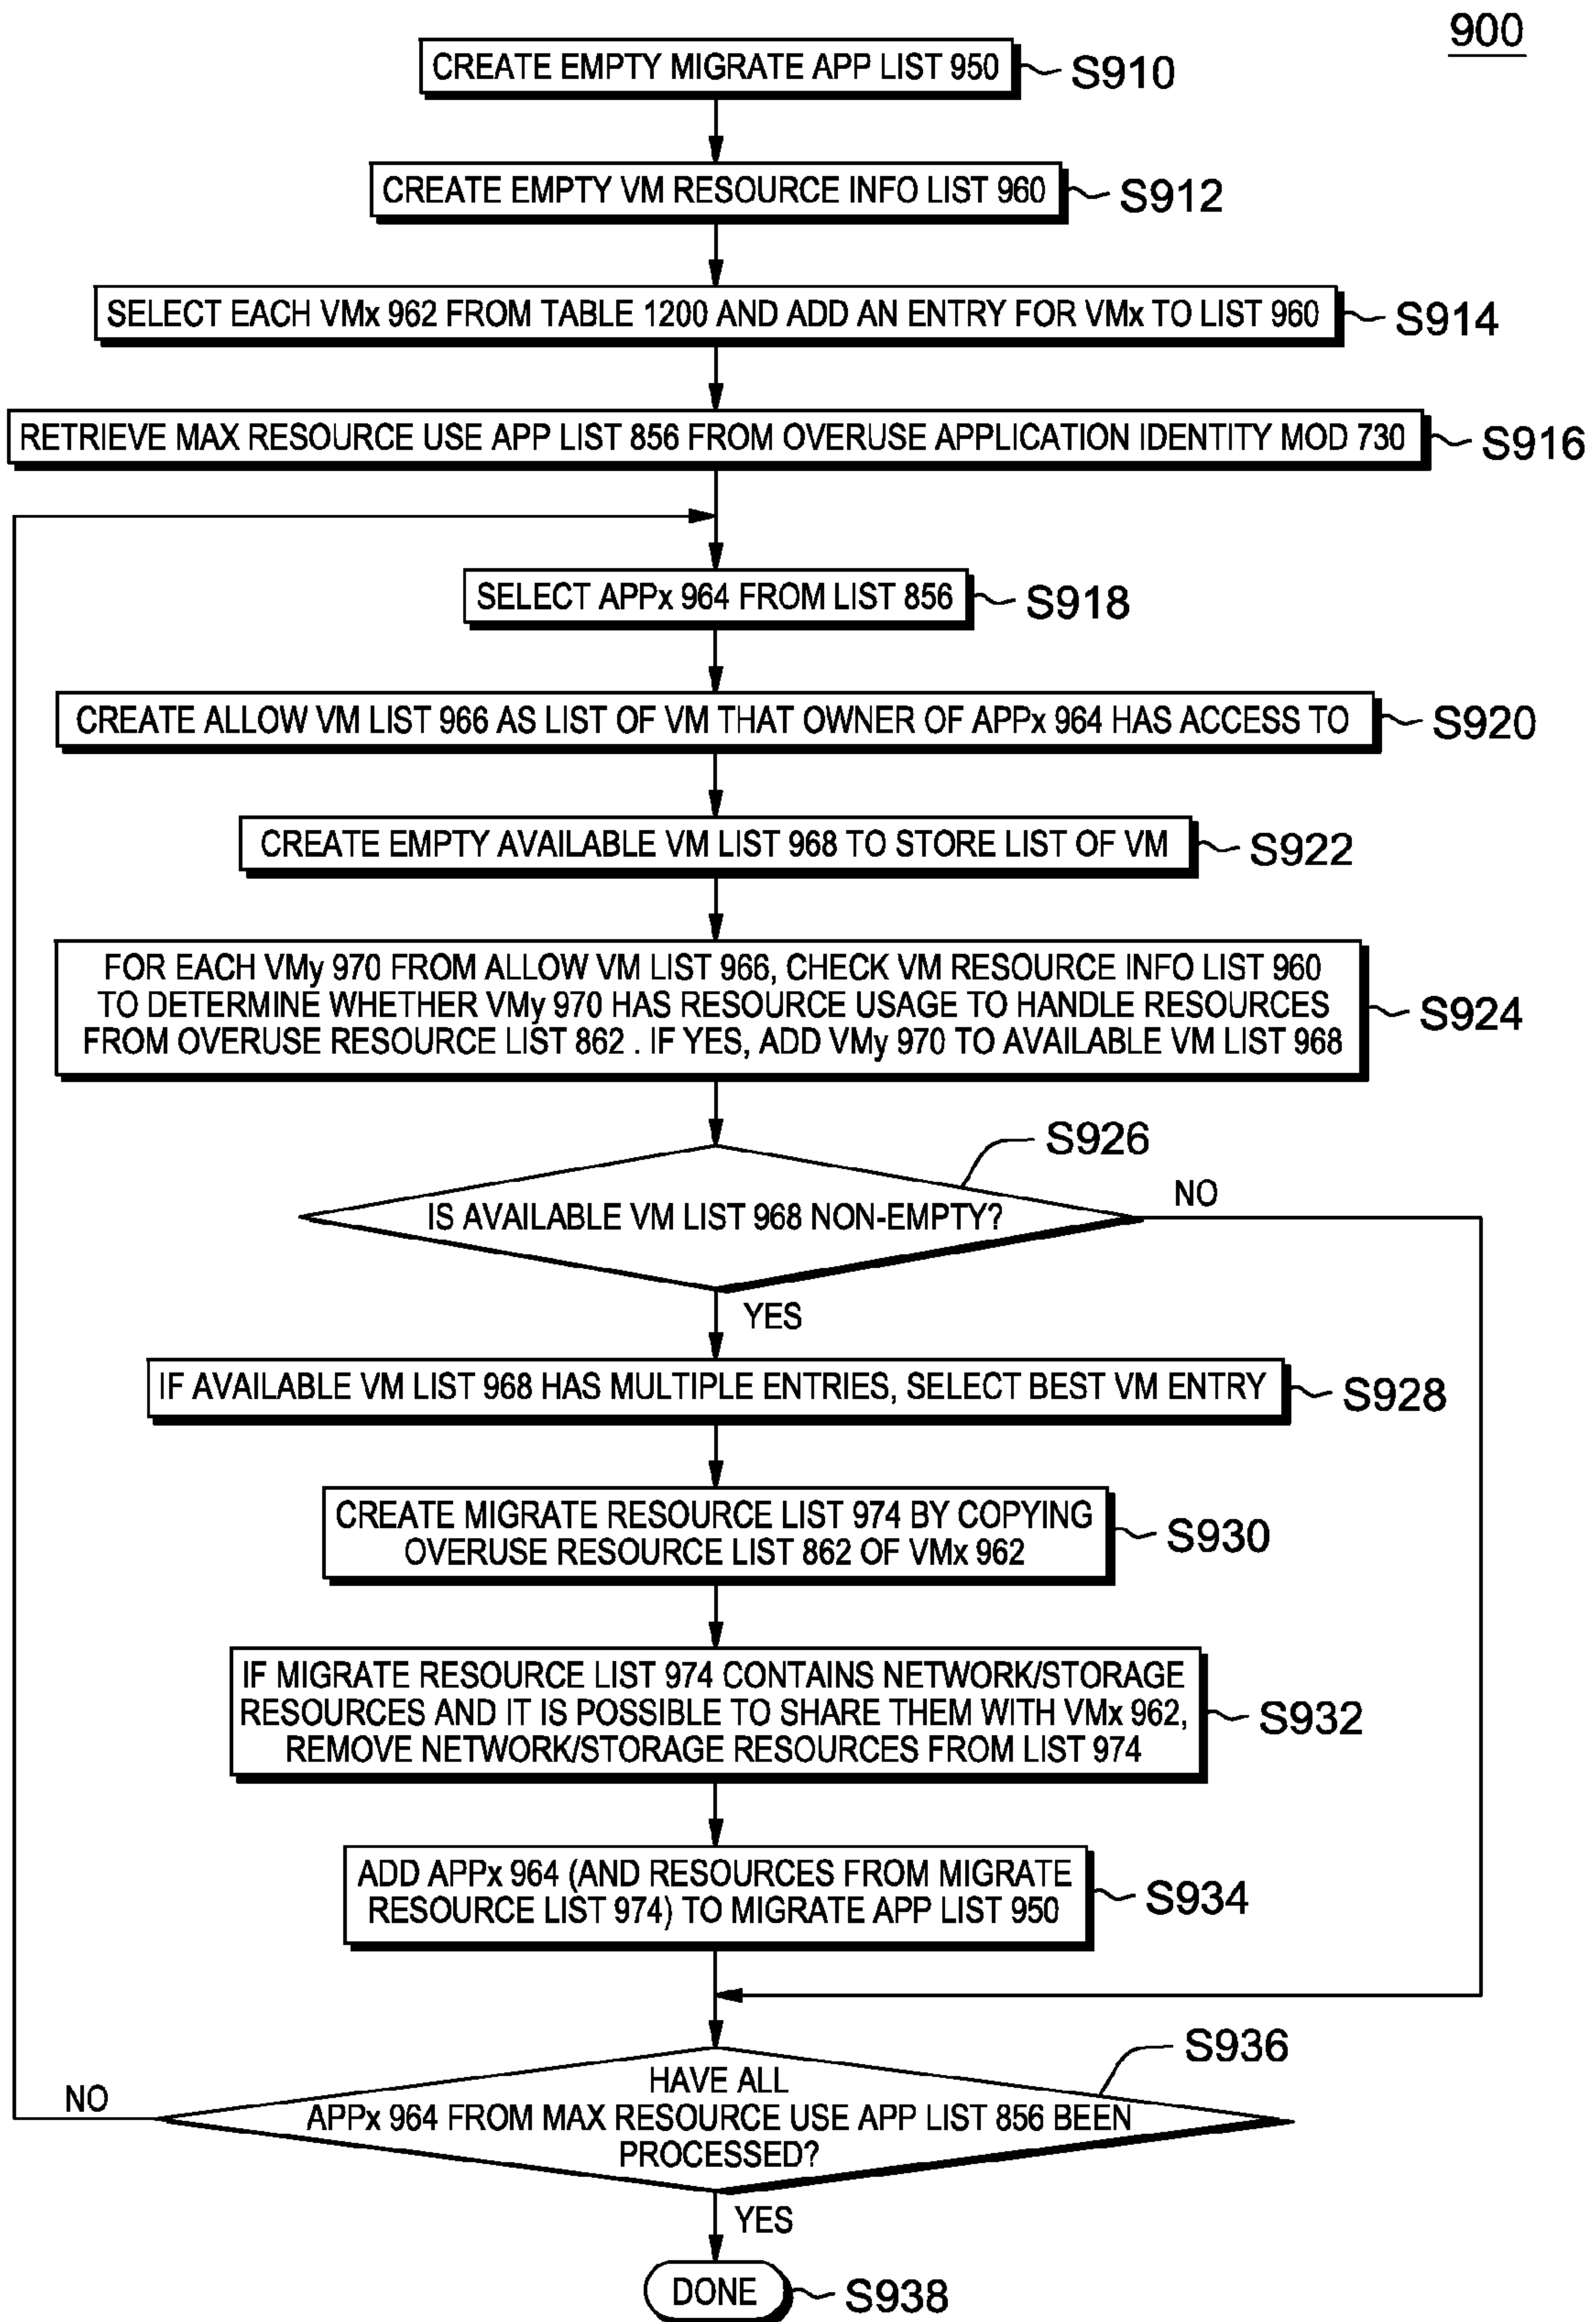 900
CREATE EMPTY MIGRATE APP LIST 950
S910
CREATE EMPTY VM RESOURCE INFO LIST 960
S912
SELECT EACH VMx 962 FROM TABLE 1200 AND ADD AN ENTRY FOR VMx TO LIST 960
S914
RETRIEVE MAX RESOURCE USE APP LIST 856 FROM OVERUSE APPLICATION IDENTITY MOD 730
S916
SELECT APPx 964 FROM LIST 856
S918
CREATE ALLOW VM LIST 966 AS LIST OF VM THAT OWNER OF APPx 964 HAS ACCESS TO
S920
CREATE EMPTY AVAILABLE VM LIST 968 TO STORE LIST OF VM
S922
FOR EACH VMy 970 FROM ALLOW VM LIST 966, CHECK VM RESOURCE INFO LIST 960
TO DETERMINE WHETHER VMy 970 HAS RESOURCE USAGE TO HANDLE RESOURCES
FROM OVERUSE RESOURCE LIST 862 . IF YES, ADD VMy 970 TO AVAILABLE VM LIST 968
S924
S926
IS AVAILABLE VM LIST 968 NON-EMPTY?
NO
YES
IF AVAILABLE VM LIST 968 HAS MULTIPLE ENTRIES, SELECT BEST VM ENTRY
S928
CREATE MIGRATE RESOURCE LIST 974 BY COPYING
OVERUSE RESOURCE LIST 862 OF VMx 962
S930
IF MIGRATE RESOURCE LIST 974 CONTAINS NETWORK/STORAGE
RESOURCES AND IT IS POSSIBLE TO SHARE THEM WITH VMx 962,
REMOVE NETWORK/STORAGE RESOURCES FROM LIST 974
S932
ADD APPx 964 (AND RESOURCES FROM MIGRATE
RESOURCE LIST 974) TO MIGRATE APP LIST 950
S934
S936
HAVE ALL
APPx 964 FROM MAX RESOURCE USE APP LIST 856 BEEN
PROCESSED?
NO
YES
DONE
S938